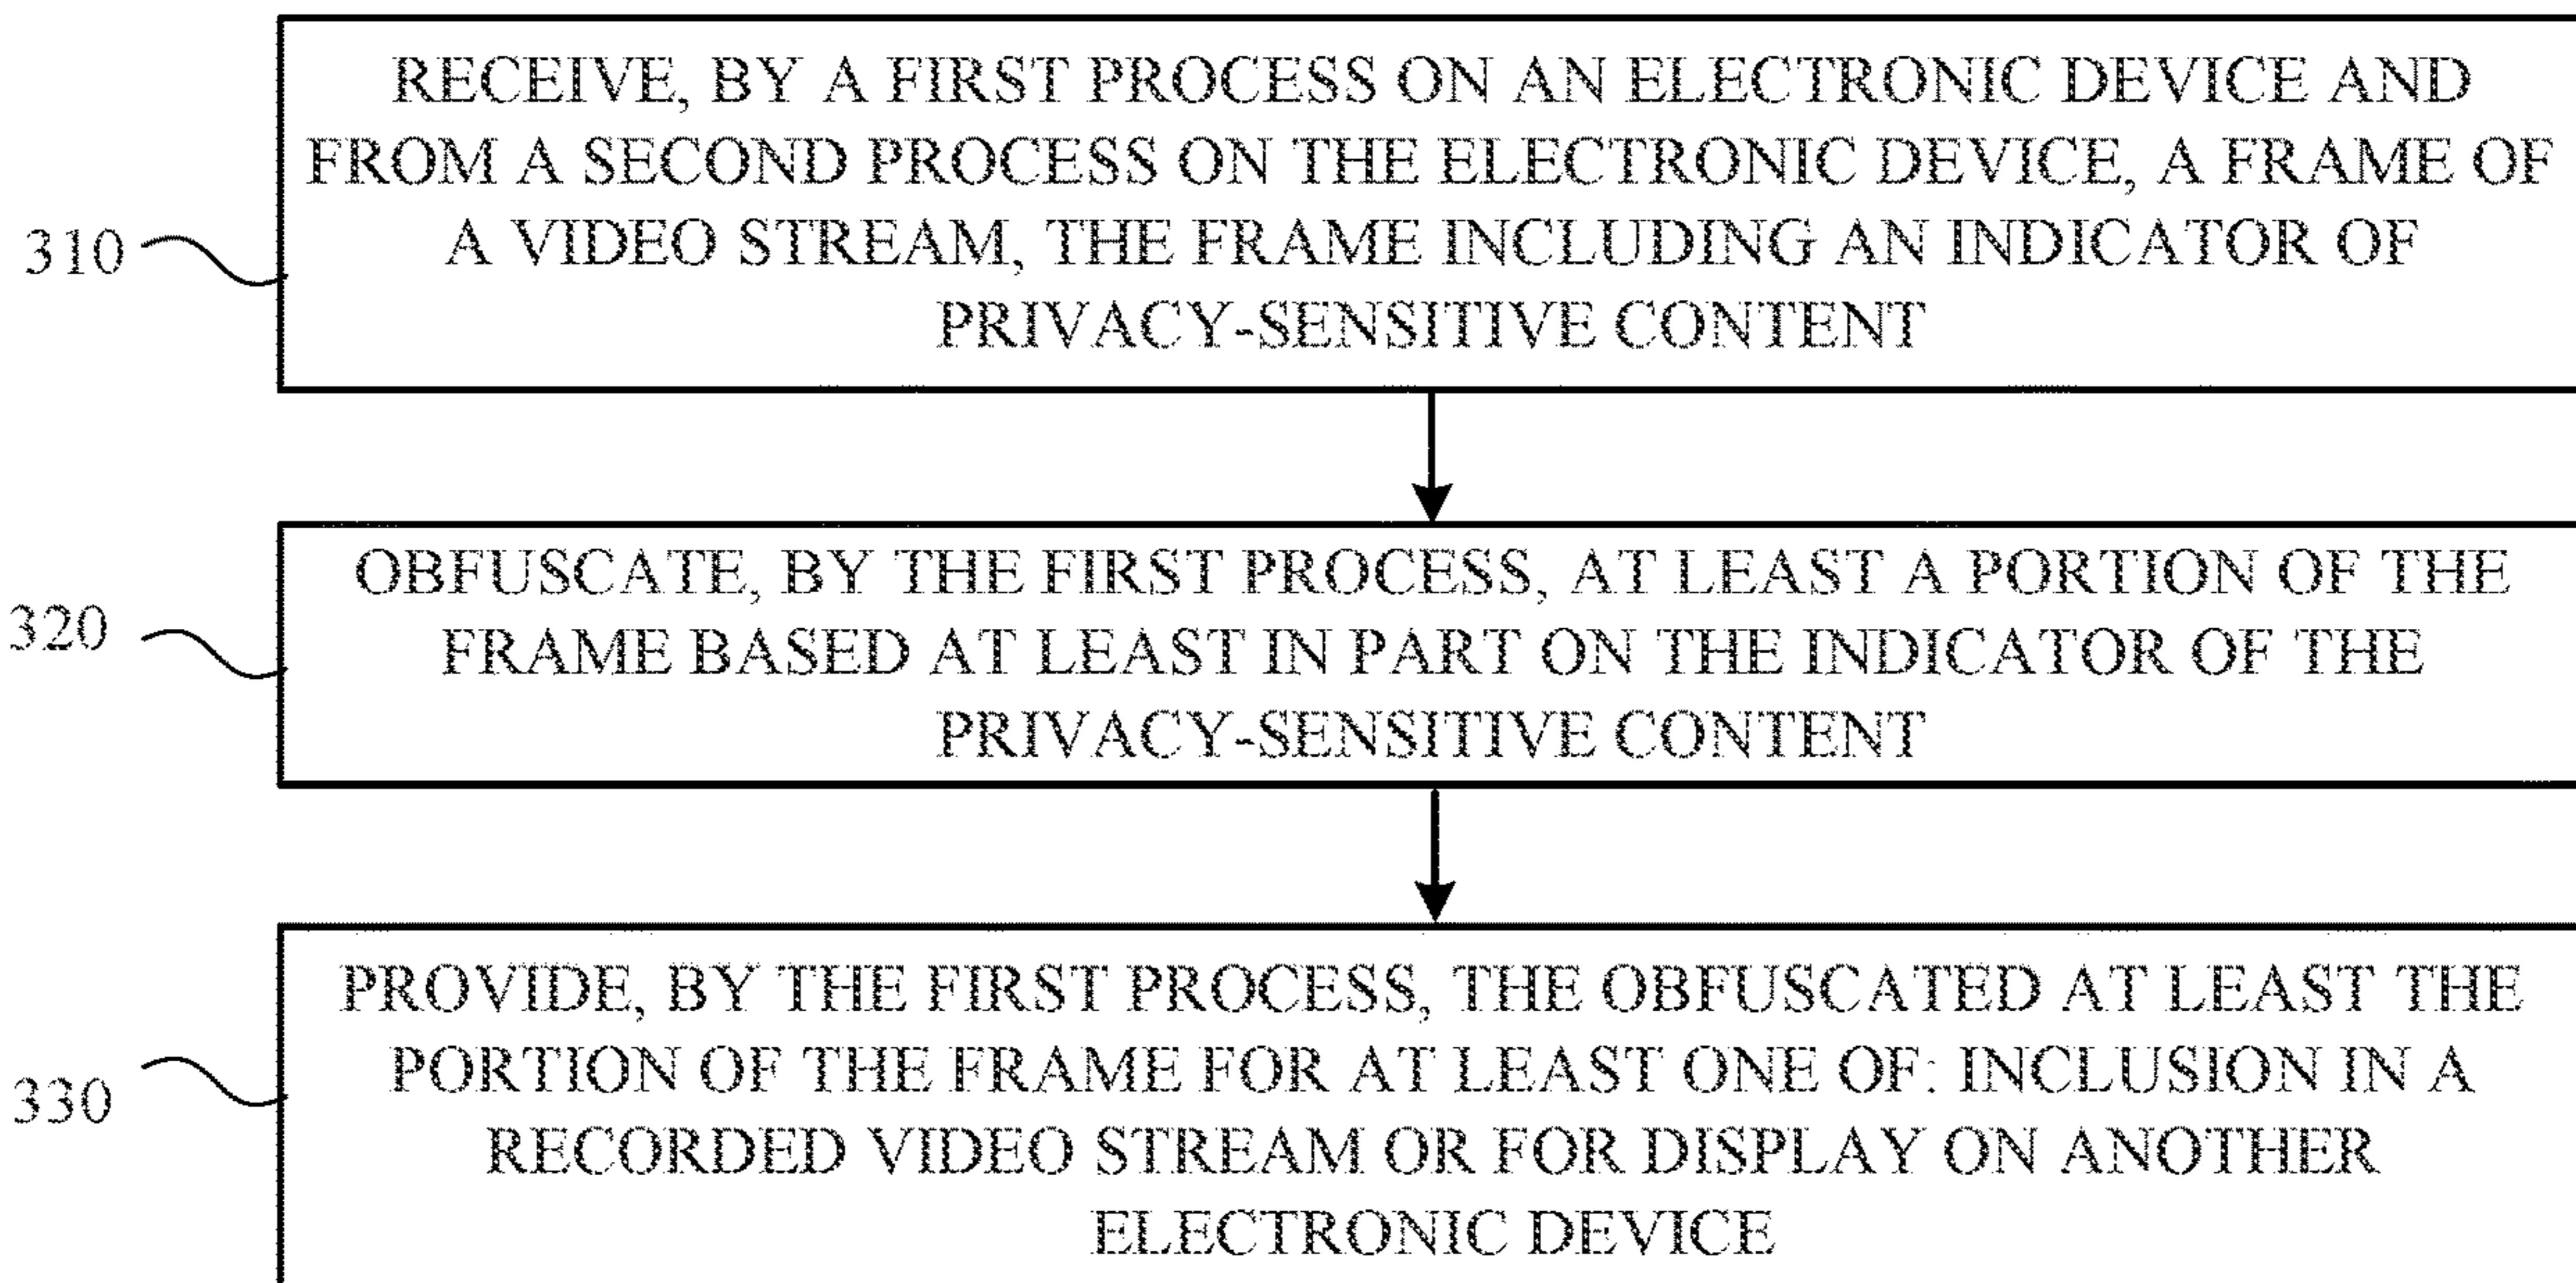 RECEIVE, BY A FIRST PROCESS ON AN ELECTRONIC DEVICE AND
FROM A SECOND PROCESS ON THE ELECTRONIC DEVICE, A FRAME OF
A VIDEO STREAM, THE FRAME INCLUDING AN INDICATOR OF
PRIVACY-SENSITIVE CONTENT
310
OBFUSCATE, BY THE FIRST PROCESS, AT LEAST A PORTION OF THE
FRAME BASED AT LEAST IN PART ON THE INDICATOR OF THE
PRIVACY-SENSITIVE CONTENT
320
PROVIDE, BY THE FIRST PROCESS, THE OBFUSCATED AT LEAST THE
PORTION OF THE FRAME FOR AT LEAST ONE OF: INCLUSION IN A
RECORDED VIDEO STREAM OR FOR DISPLAY ON ANOTHER
ELECTRONIC DEVICE
330